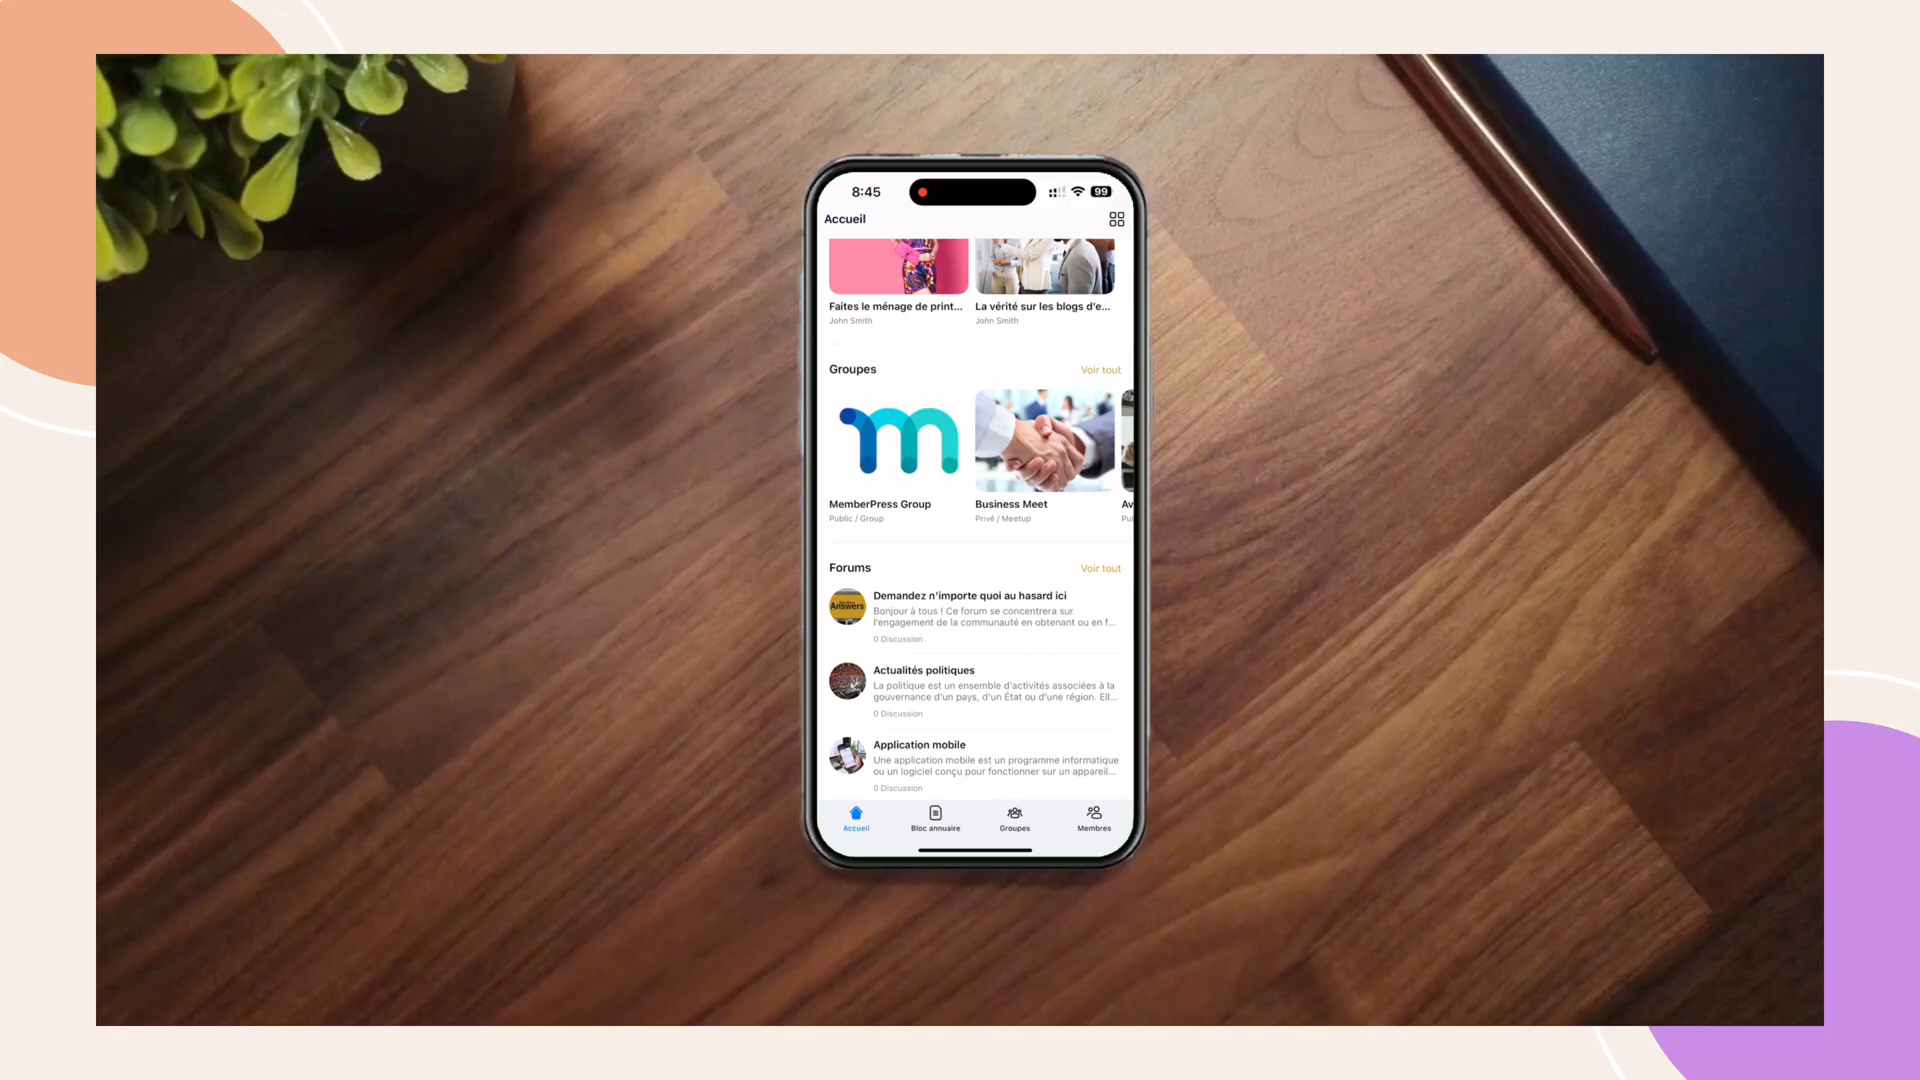 8:45
99
Accueil
Faites le ménage de print...
La vérité sur les blogs d'e...
John Smith
John Smith
Groupes
Voir tout
MemberPress Group
Business Meet
Av
Public / Group
Privé / Meetup
Pul
Forums
Voir tout
Answers
Demandez n'importe quoi au hasard ici
Bonjour à tous ! Ce forum se concentrera sur
l'engagement de la communauté en obtenant ou en f...
0 Discussion
Actualités politiques
La politique est un ensemble d'activités associées à la
gouvernance d'un pays, d'un État ou d'une région. Ell...
0 Discussion
Application mobile
Une application mobile est un programme informatique
ou un logiciel conçu pour fonctionner sur un appareil...
0 Discussion
Accueil
Bloc annuaire
Groupes
Membres